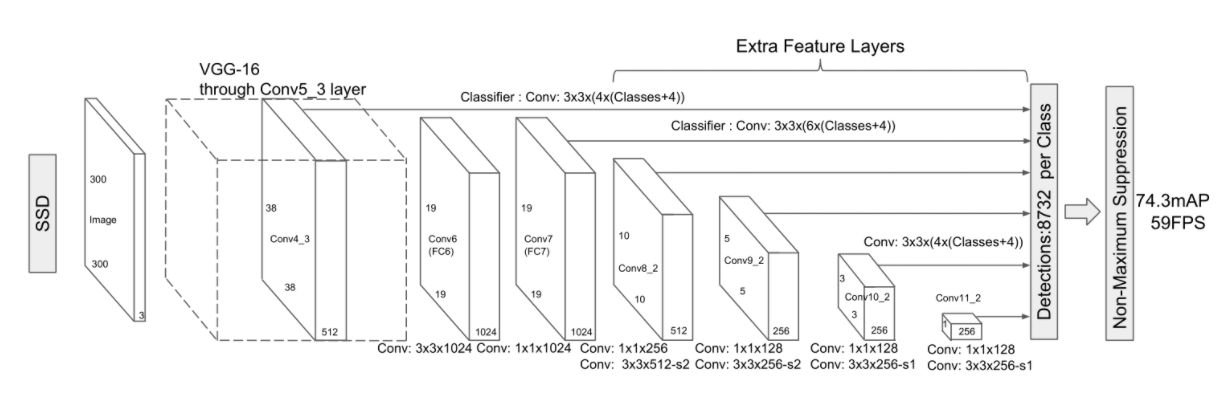 Extra Feature Layers
VGG-16
through Conv5_3 layer
Classifier : Conv: 3x3x(4x(Classes+4))
Classifier : Conv: 3x3x(6x(Classes+4))
SSD
300
Image
300
3
38
Conv4_3
38
512
19
Conv6
(FC6)
19
1024
19
Conv7
(FC7)
19
1024
10
Conv8_2
10
512
5
Conv9_2
5
256
Conv: 3x3x(4x(Classes+4))
3
Conv10_2
3
256
Conv11_2
1
256
Detections:8732 per Class
Non-Maximum Suppression
74.3mAP
59FPS
Conv: 3x3x1024
Conv: 1x1x1024
Conv: 1x1x256
Conv: 3x3x512-s2
Conv: 1x1x128
Conv: 3x3x256-s2
Conv: 1x1x128
Conv: 3x3x256-s1
Conv: 1x1x128
Conv: 3x3x256-s1